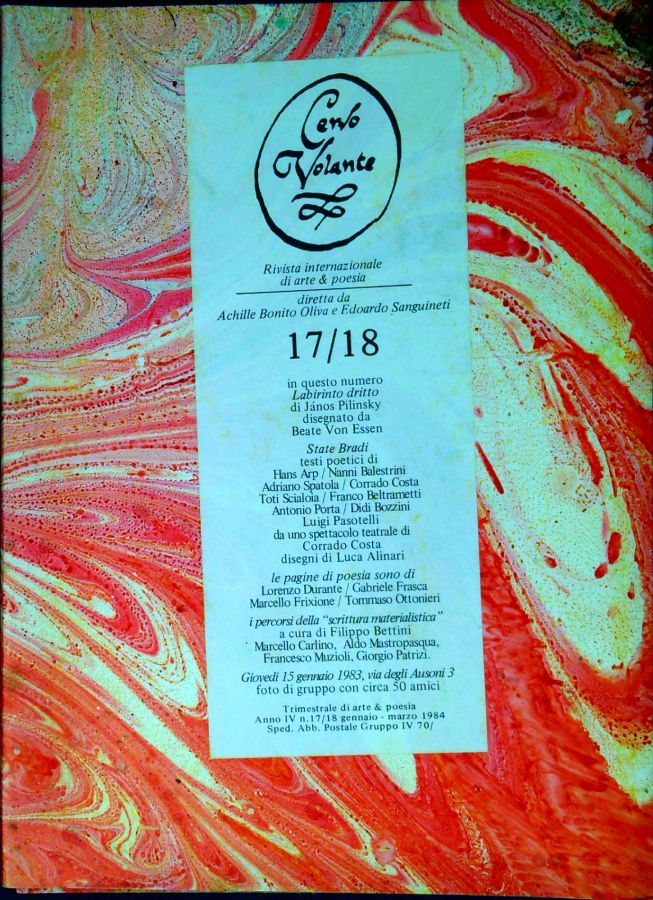 Cervo
Volante
Rivista internazionale
di arte & poesia
diretta da
Achille Bonito Oliva e Edoardo Sanguineti
17/18
in questo numero
Labirinto dritto
di János Pilinsky
disegnato da
Beate Von Essen
State Bradi
testi poetici di
Hans Arp / Nanni Balestrini
Adriano Spatola / Corrado Costa
Toti Scialoia / Franco Beltrametti
Antonio Porta / Didi Bozzini
Luigi Pasotelli
da uno spettacolo teatrale di
Corrado Costa
disegni di Luca Alinari
le pagine di poesia sono di
Lorenzo Durante / Gabriele Frasca
Marcello Frixione / Tommaso Ottonieri
i percorsi della "scrittura materialistica"
a cura di Filippo Bettini
Marcello Carlino, Aldo Mastropasqua,
Francesco Muzioli, Giorgio Patrizi.
Giovedì 15 gennaio 1983, via degli Ausoni 3
foto di gruppo con circa 50 amici
Trimestrale di arte & poesia
Anno IV n.17/18 gennaio - marzo 1984
Sped. Abb. Postale Gruppo IV 70/